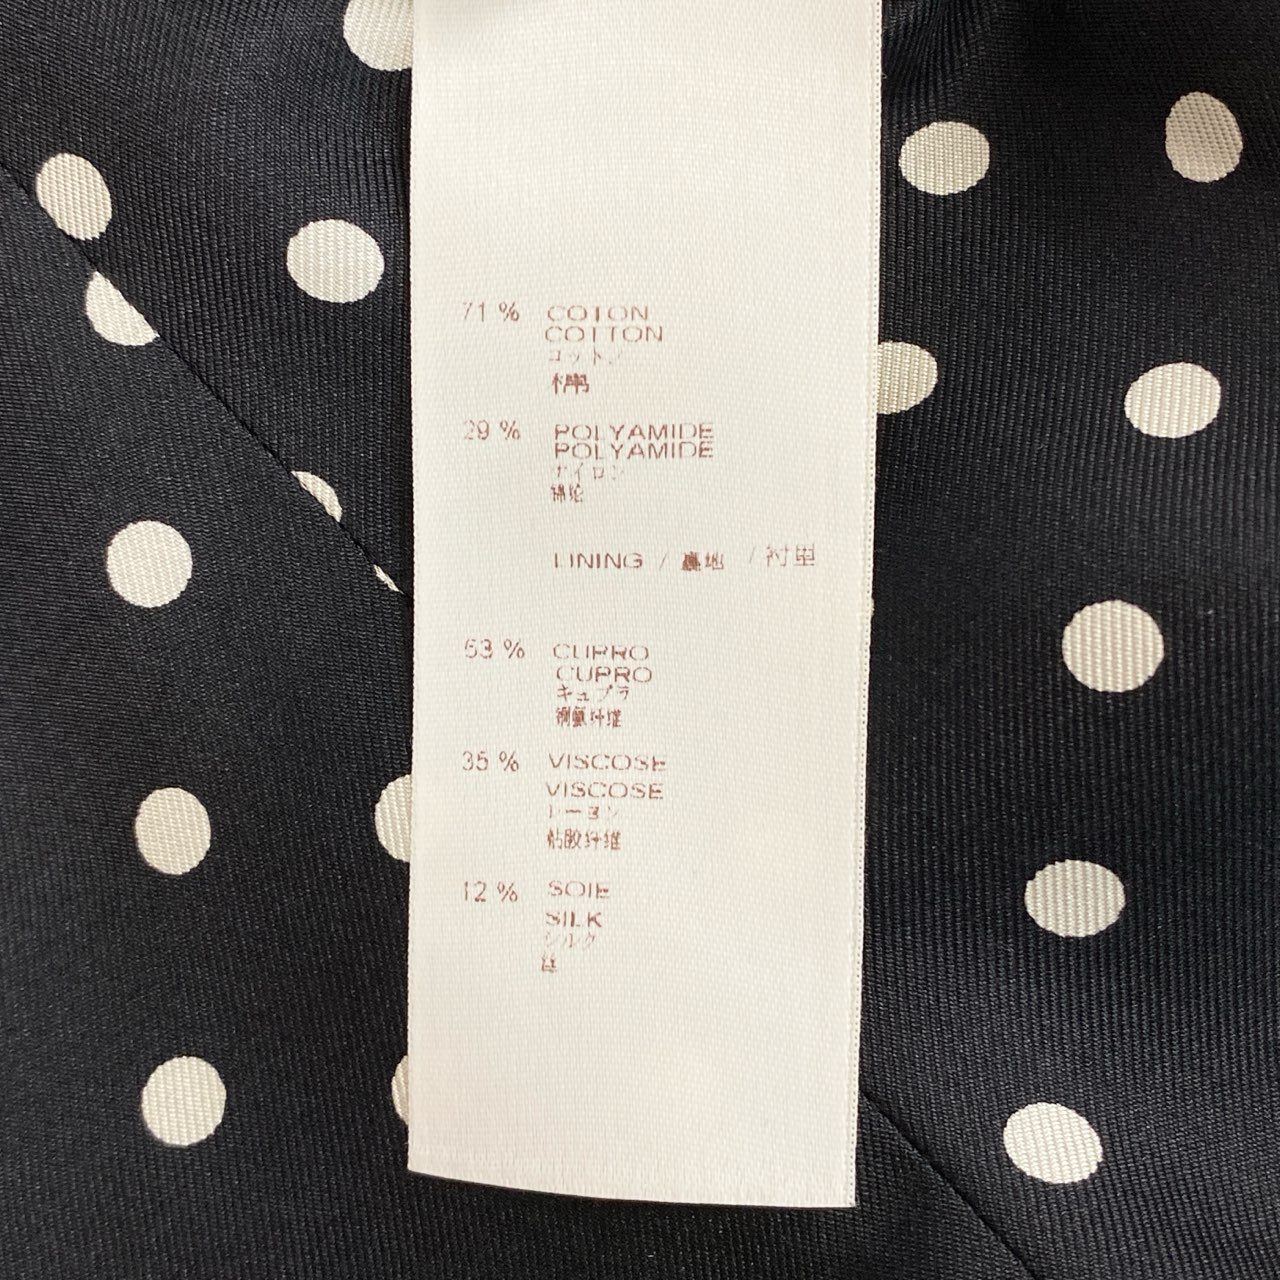 71 % COTON
COTTON
コットン
棉
29 % POLYAMIDE
POLYAMIDE
ナイロン
锦纶
LINING / 裏地 / 衬里
53 % CUPRO
CUPRO
キュプラ
铜氨纤维
35 % VISCOSE
VISCOSE
レーヨン
粘胶纤维
12 % SOIE
SILK
シルク
丝